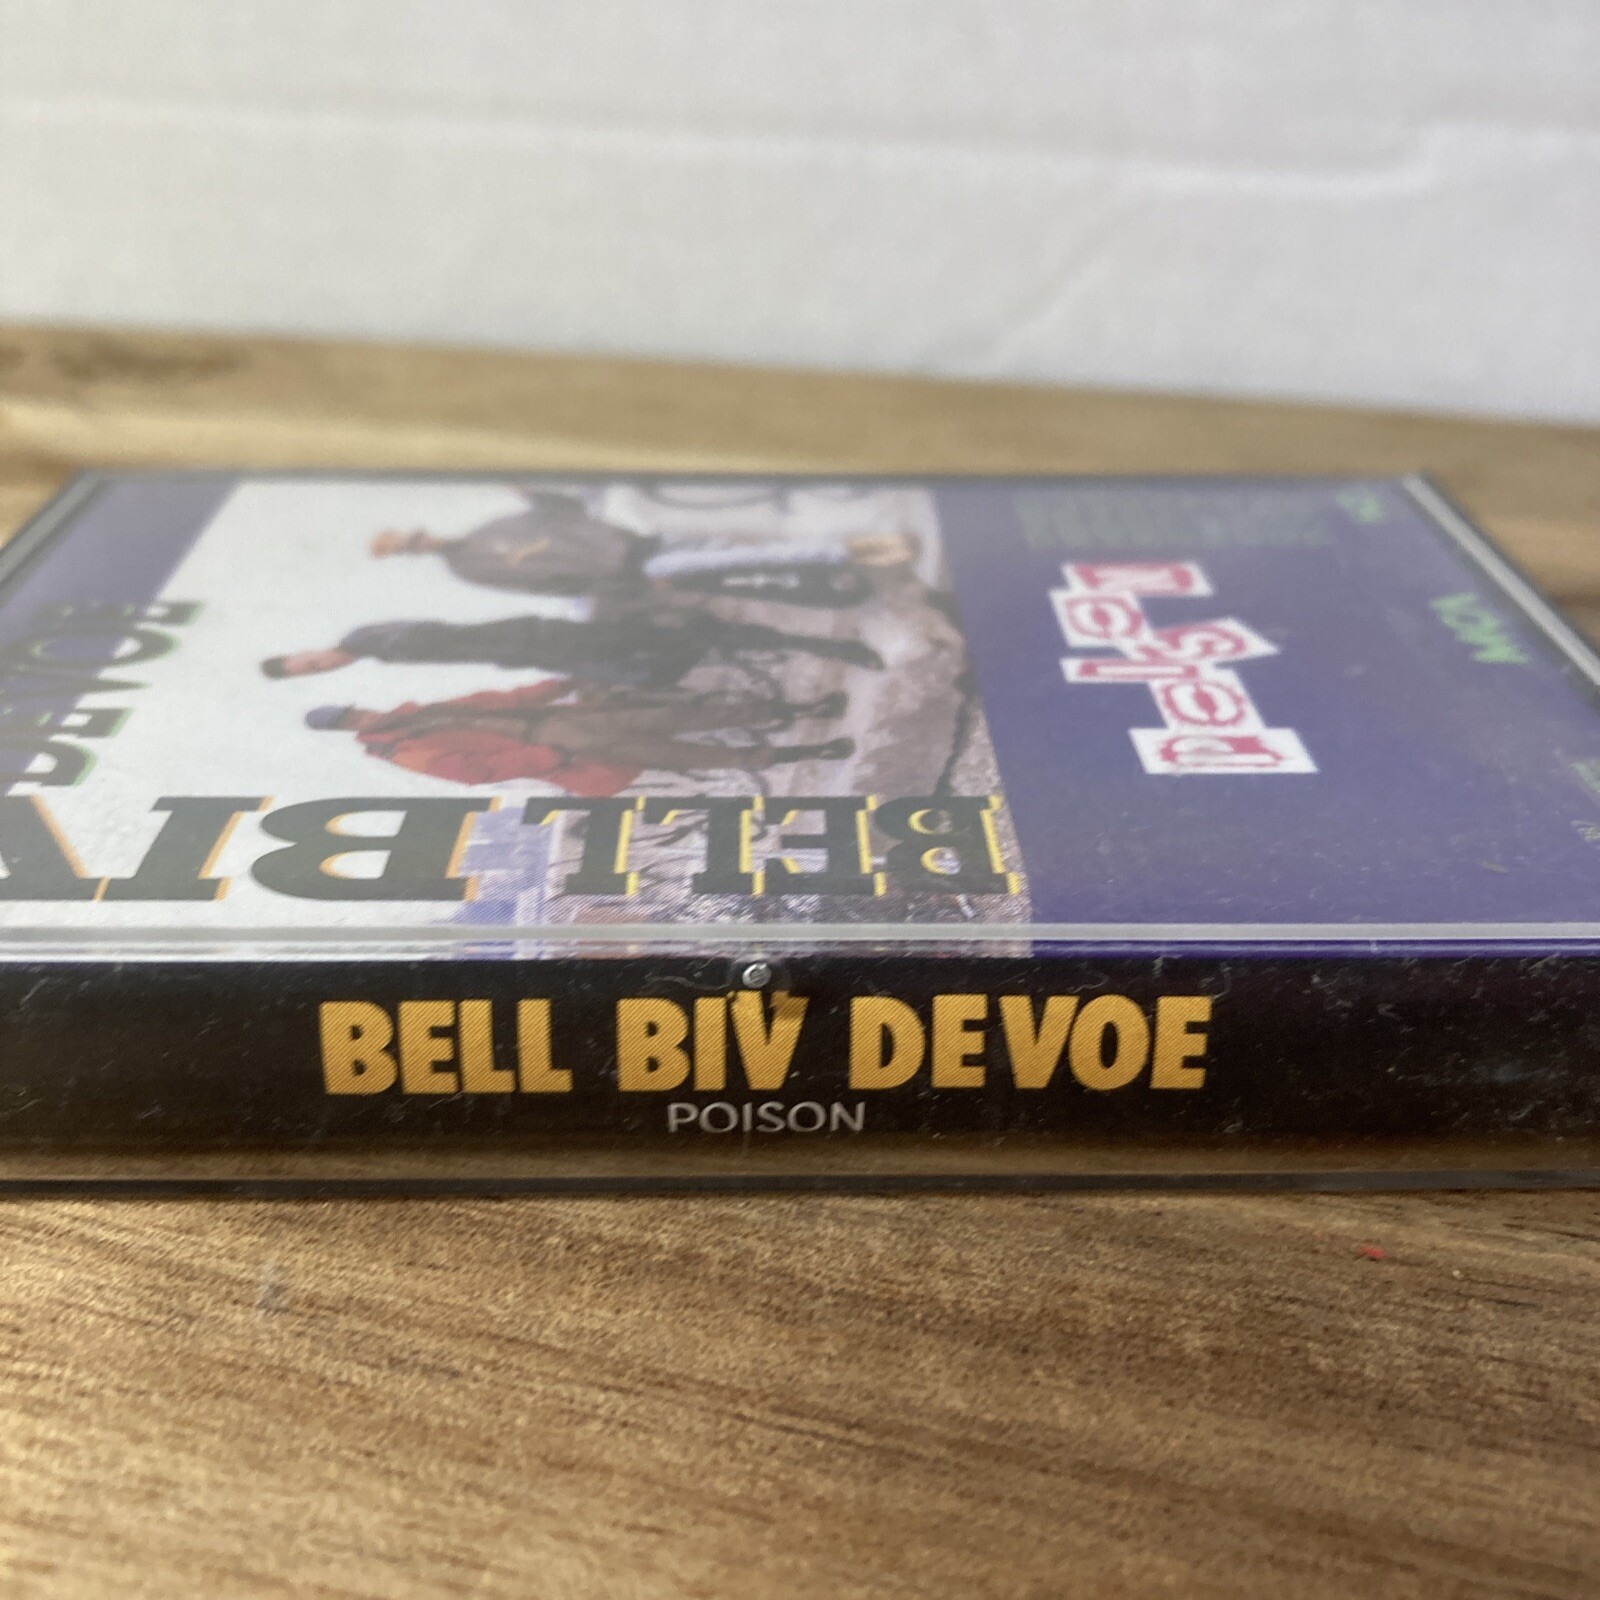 BELL BIV DEVOE
POISON
BELL BIV
DEVOE
Poison
MCA